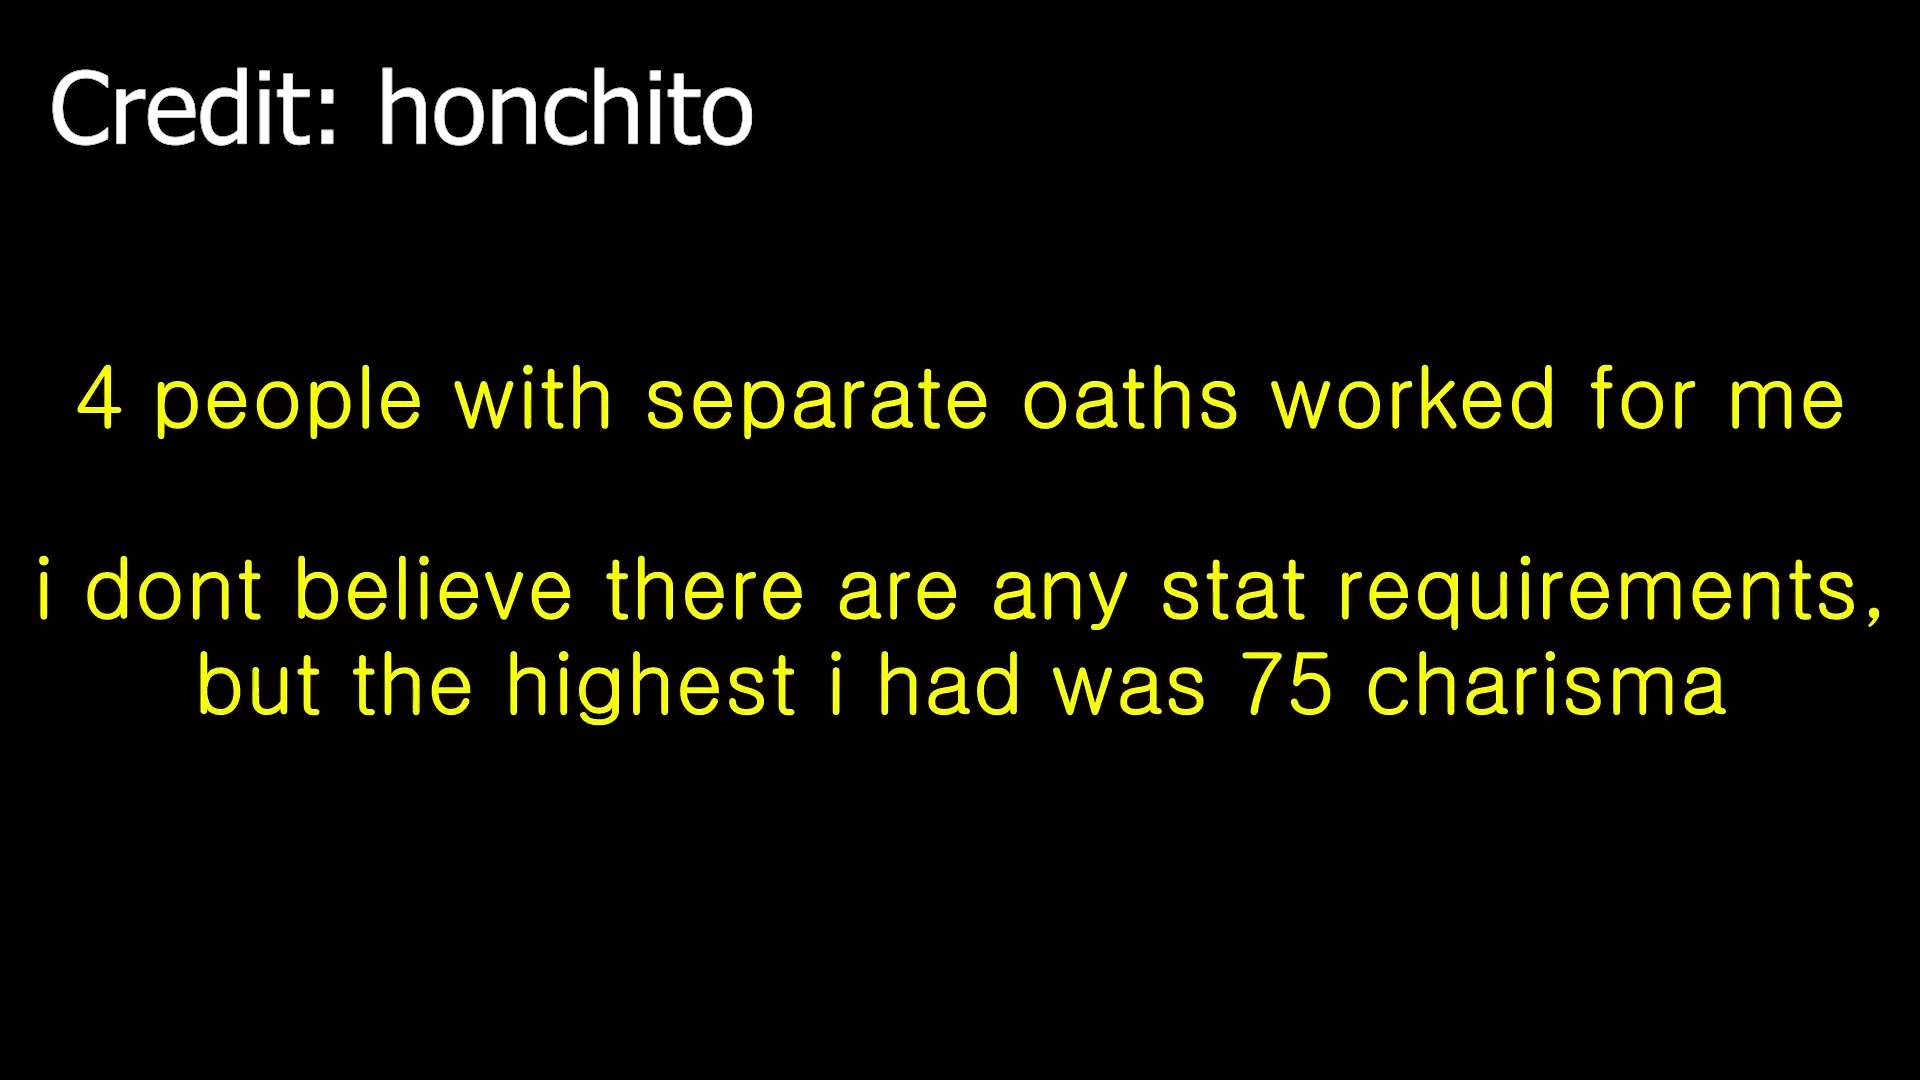 Credit: honchito
4 people with separate oaths worked for me
i dont believe there are any stat requirements,
but the highest i had was 75 charisma